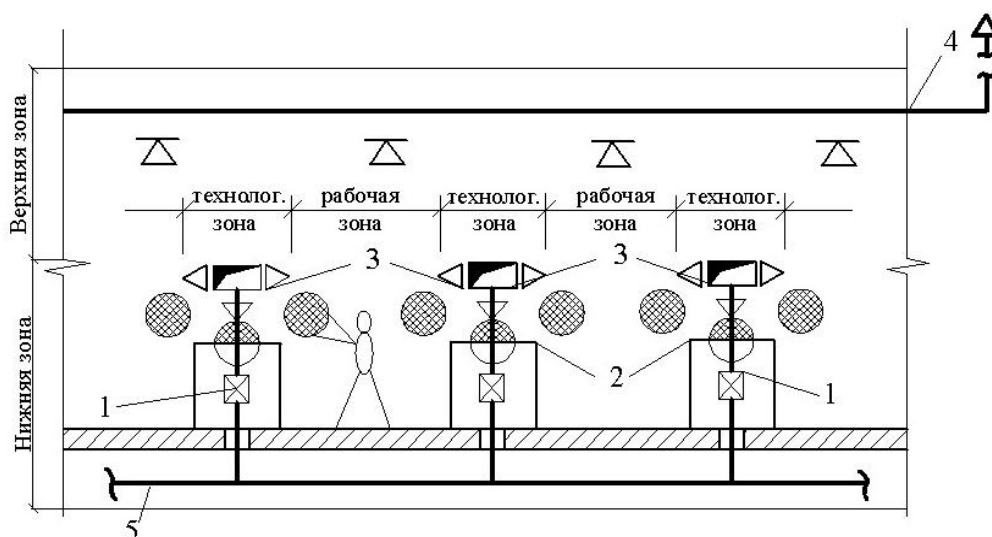 4
Верхняя зона
технолог. рабочая технолог. рабочая технолог.
зона зона зона зона зона
3 3
Нижняя зона
1 2 1
5